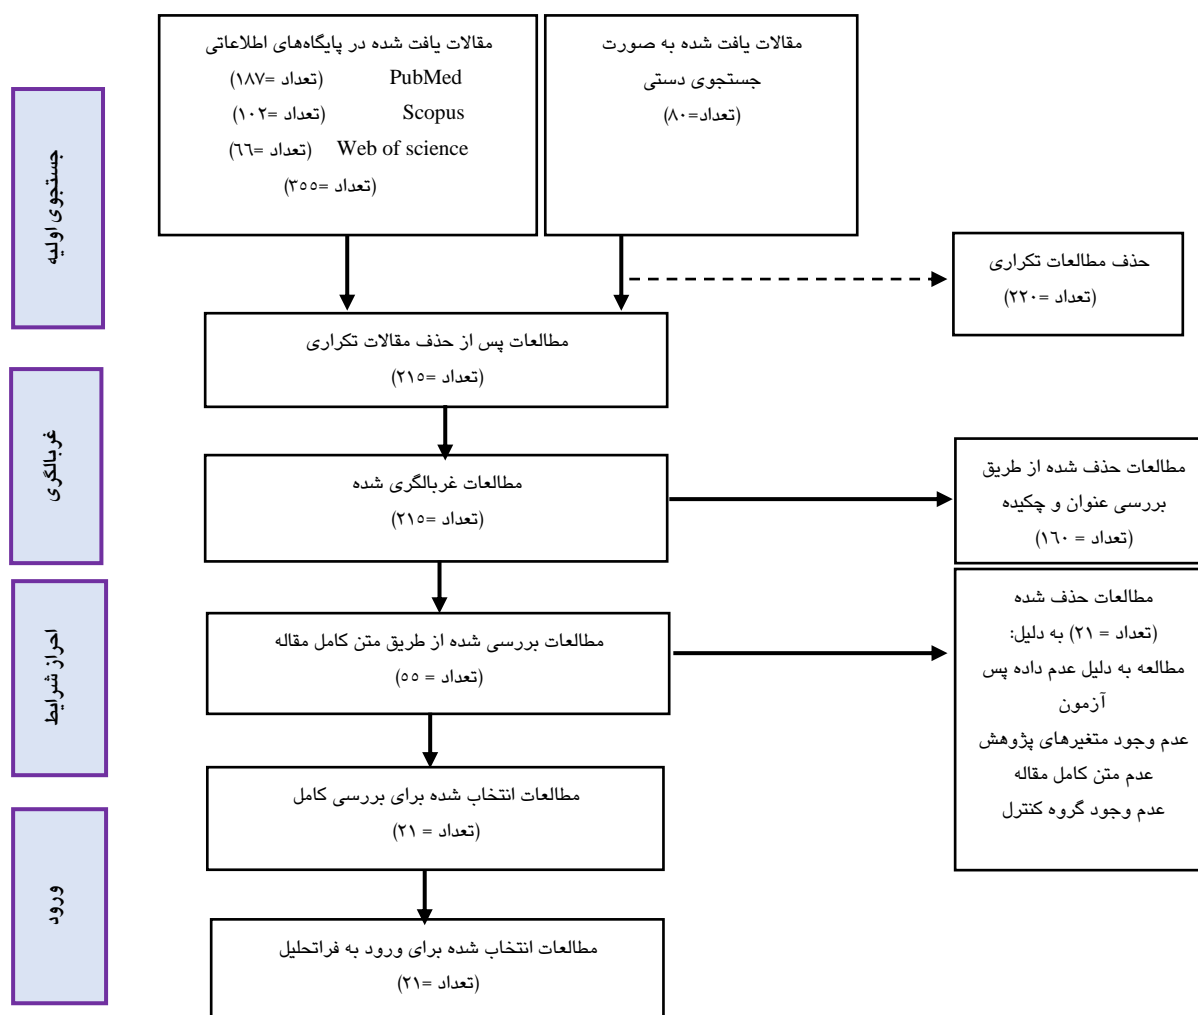 مقالات یافت شده در پایگاه‌های اطلاعاتی
PubMed (تعداد =۱۸۷)
Scopus (تعداد =۱۰۲)
Web of science (تعداد =٦٦)
(تعداد =۳٥٥)
مقالات یافت شده به صورت
جستجوی دستی
(تعداد=۸۰)
جستجوی اولیه
حذف مطالعات تکراری
(تعداد =۲۲۰)
مطالعات پس از حذف مقالات تکراری
(تعداد =۲۱٥)
غربالگری
مطالعات غربالگری شده
(تعداد =۲۱٥)
مطالعات حذف شده از طریق
بررسی عنوان و چکیده
(تعداد = ۱٦۰)
احراز شرایط
مطالعات بررسی شده از طریق متن کامل مقاله
(تعداد = ٥٥)
مطالعات حذف شده
(تعداد = ۲۱) به دلیل:
مطالعه به دلیل عدم داده پس
آزمون
عدم وجود متغیرهای پژوهش
عدم متن کامل مقاله
عدم وجود گروه کنترل
مطالعات انتخاب شده برای بررسی کامل
(تعداد = ۲۱)
ورود
مطالعات انتخاب شده برای ورود به فراتحلیل
(تعداد =۲۱)